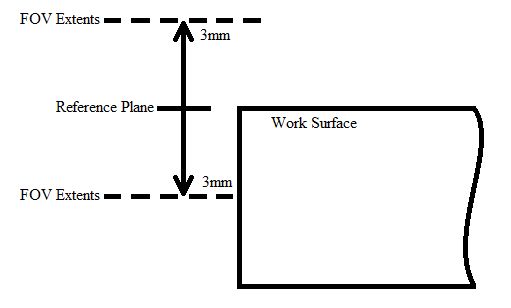 FOV Extents
3mm
Reference Plane
Work Surface
3mm
FOV Extents